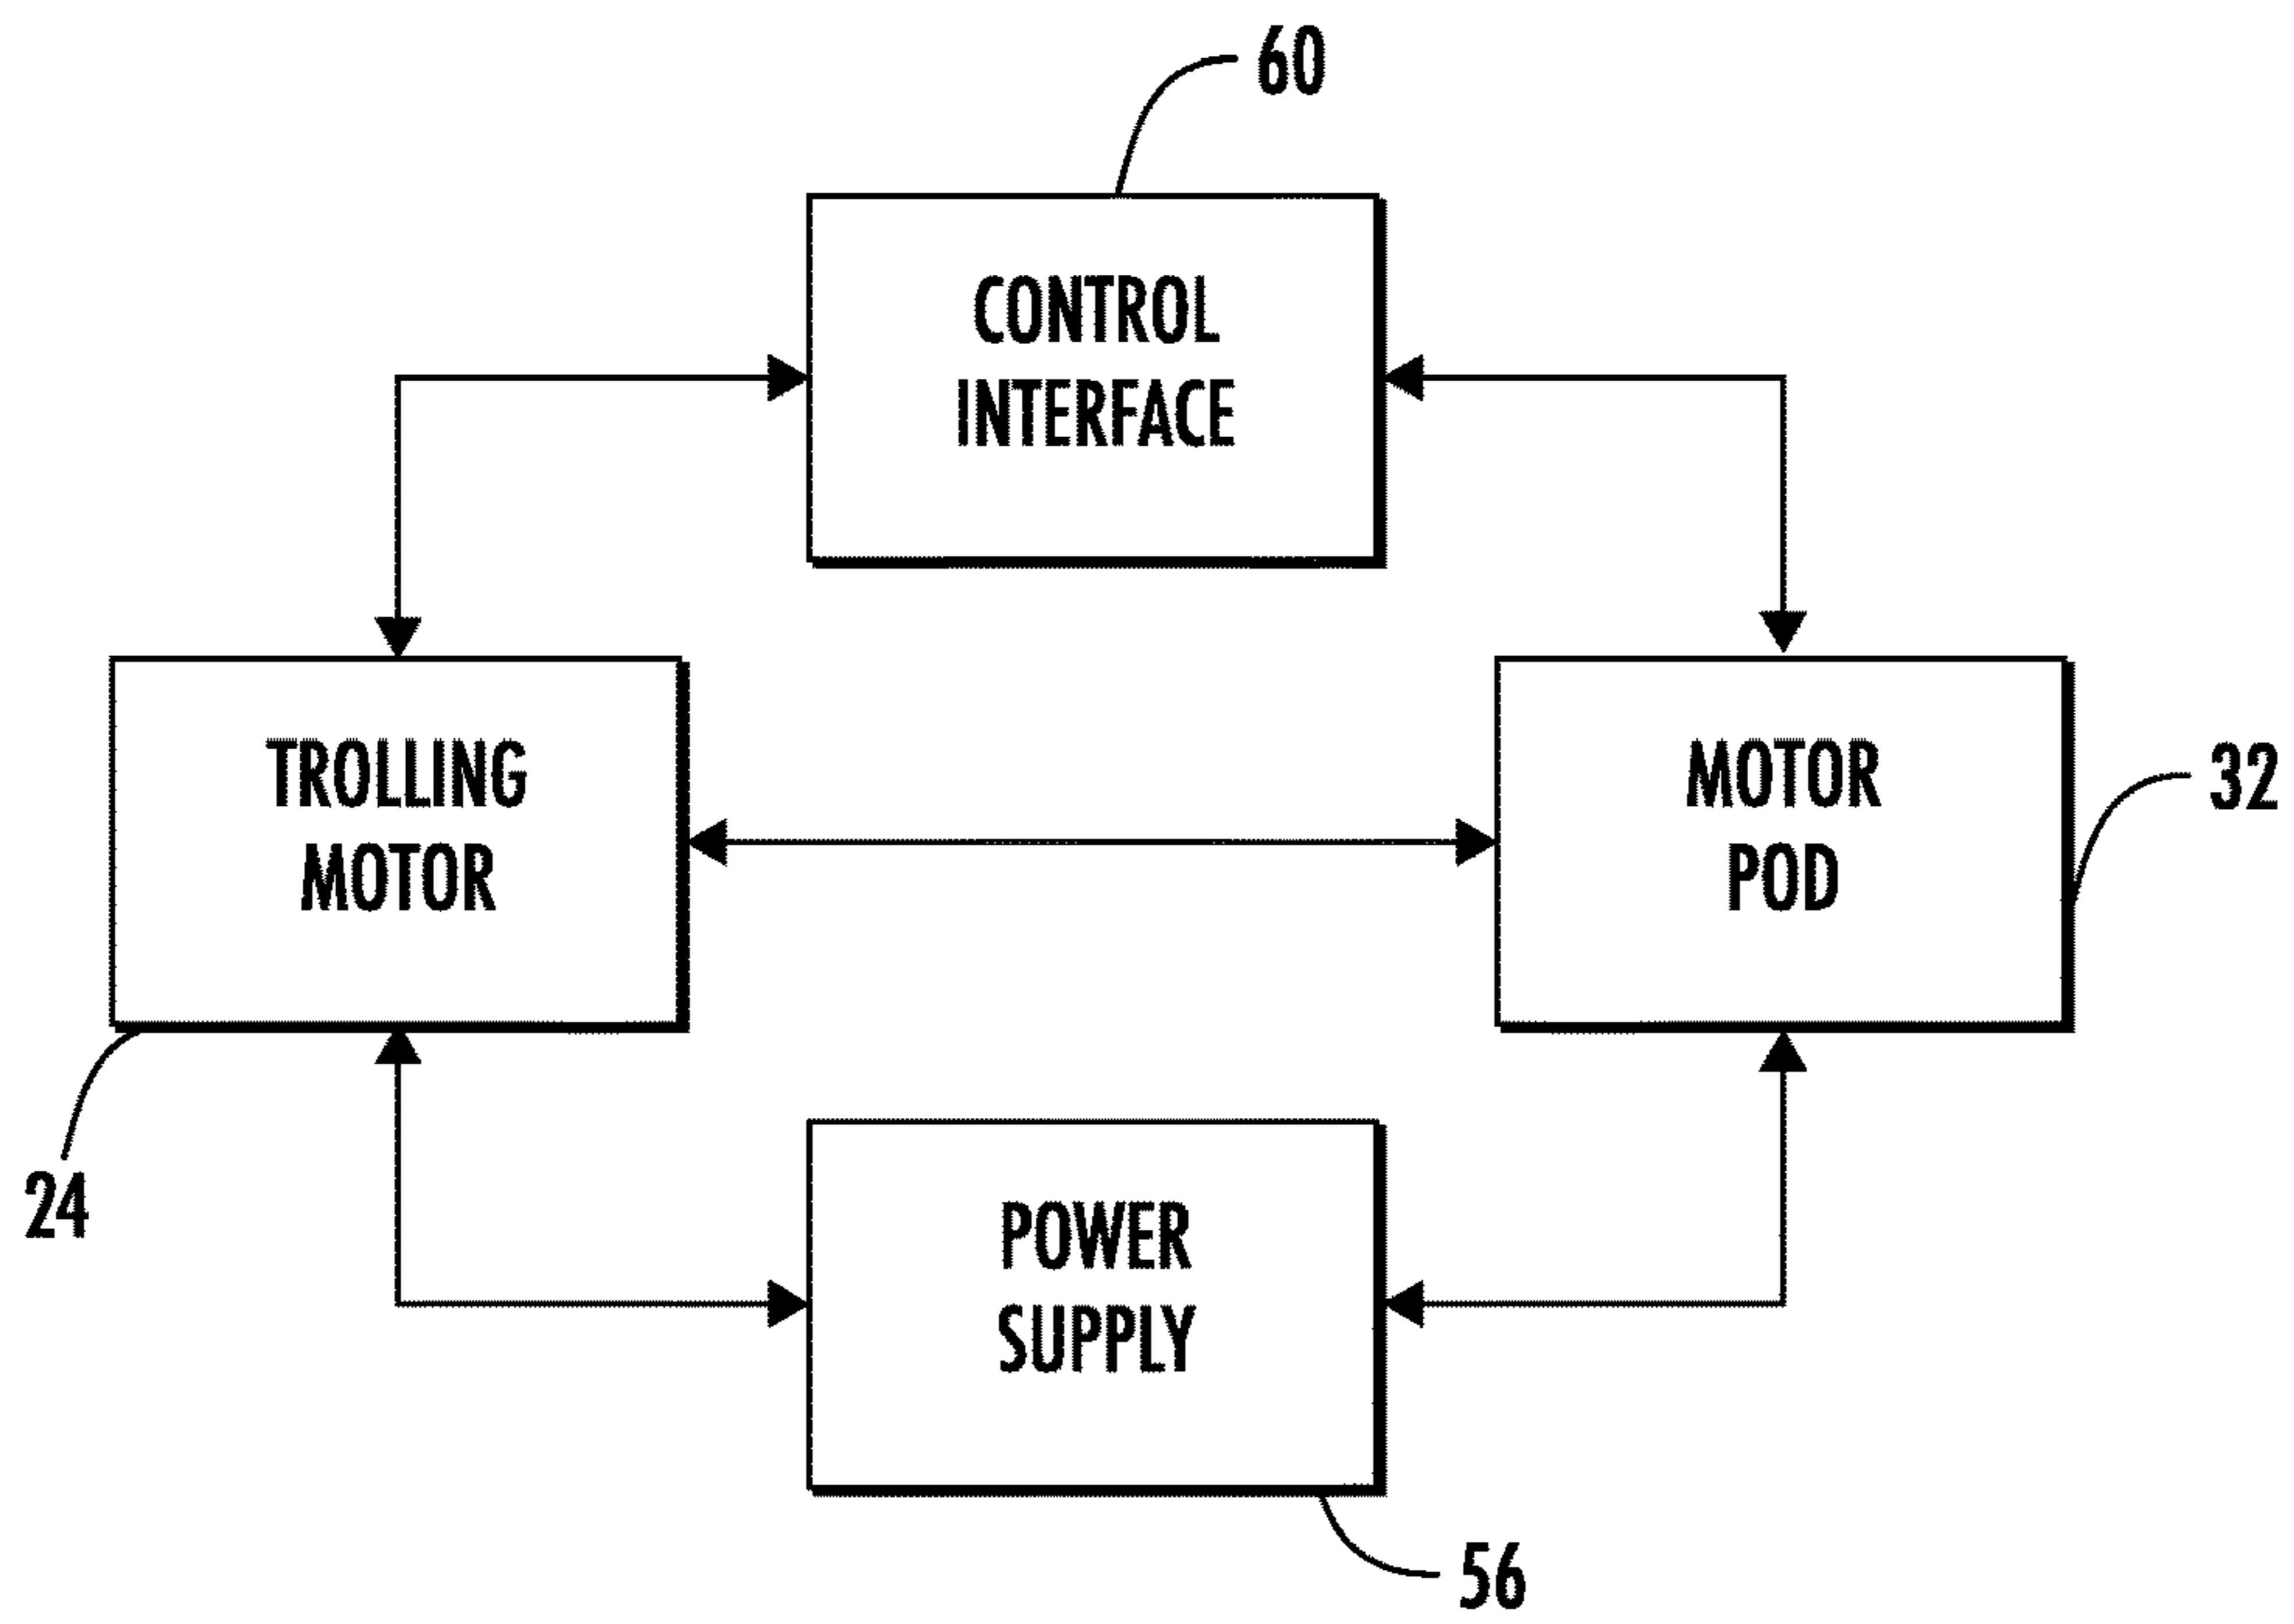 60
CONTROL
INTERFACE
TROLLING
MOTOR
MOTOR
POD
32
24
POWER
SUPPLY
56